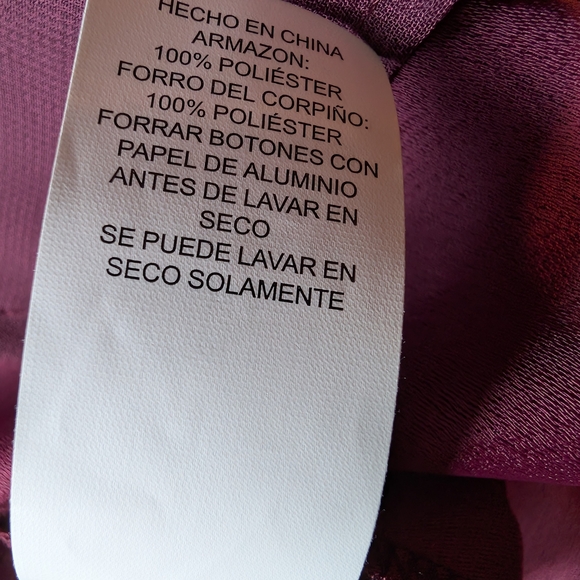 HECHO EN CHINA
ARMAZON:
100% POLIÉSTER
FORRO DEL CORPIÑO:
100% POLIÉSTER
FORRAR BOTONES CON
PAPEL DE ALUMINIO
ANTES DE LAVAR EN
SECO
SE PUEDE LAVAR EN
SECO SOLAMENTE